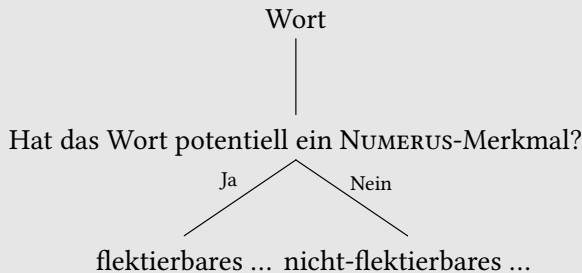 Wort
Hat das Wort potentiell ein NUMERUS-Merkmal?
Ja
Nein
flektierbares …
nicht-flektierbares …